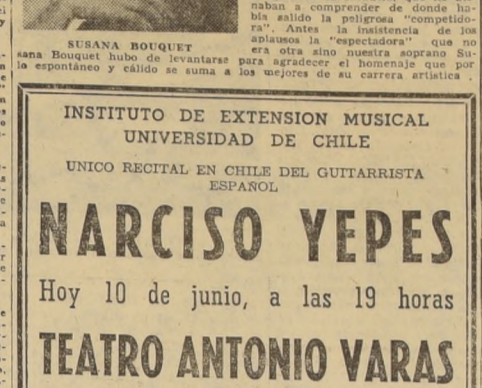 naban a comprender de donde ha-
bía salido la peligrosa "competido-
ra". Antes la insistencia de los
aplausos la "espectadora" que no
era otra sino nuestra soprano Su-
SUSANA BOUQUET
sana Bouquet hubo de levantarse para agradecer el homenaje que por
lo espontáneo y cálido se suma a los mejores de su carrera artística.
INSTITUTO DE EXTENSION MUSICAL
UNIVERSIDAD DE CHILE
UNICO RECITAL EN CHILE DEL GUITARRISTA
ESPAÑOL
NARCISO YEPES
Hoy 10 de junio, a las 19 horas
TEATRO ANTONIO VARAS